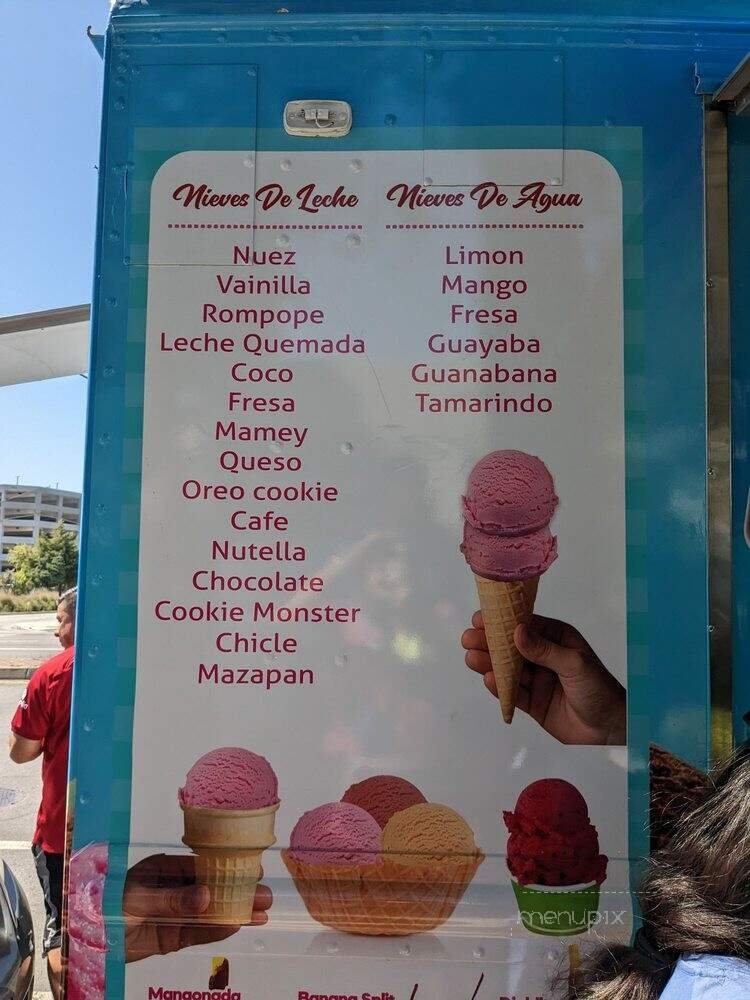 Nieves De Leche
Nuez
Vainilla
Rompope
Leche Quemada
Coco
Fresa
Mamey
Queso
Oreo cookie
Cafe
Nutella
Chocolate
Cookie Monster
Chicle
Mazapan
Nieves De Agua
Limon
Mango
Fresa
Guayaba
Guanabana
Tamarindo
menupix
Mangonada
Banana Split